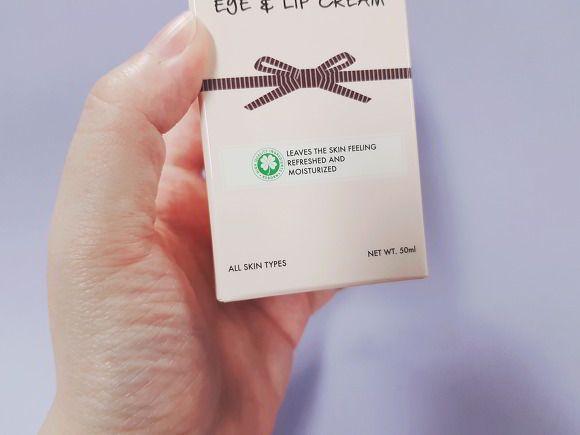 EYE & LIP CREAM
LEAVES THE SKIN FEELING
REFRESHED AND
MOISTURIZED
ALL SKIN TYPES
NET WT. 50ml